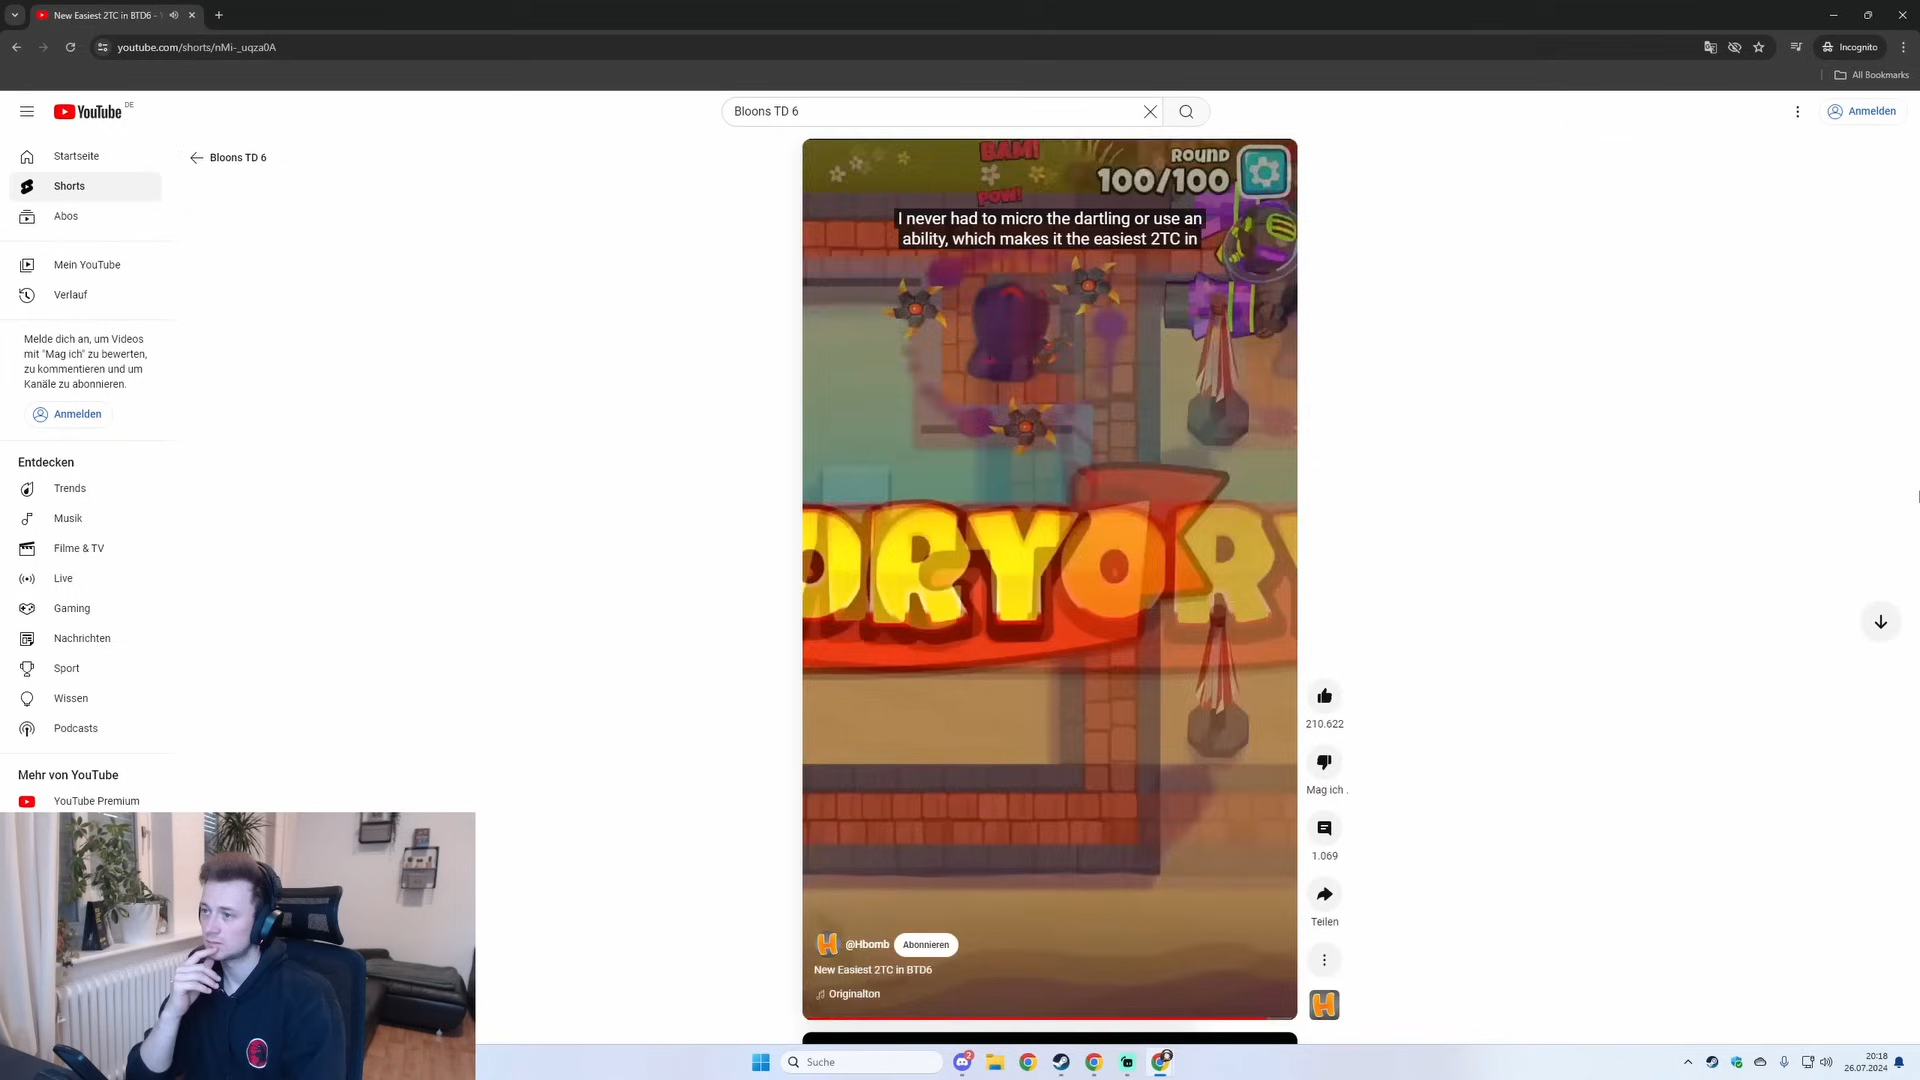 New Easiest 2TC in BTD6 -
youtube.com/shorts/nMi-_uqza0A
Incognito
All Bookmarks
YouTube DE
Bloons TD 6
Anmelden
Startseite
Shorts
Abos
Mein YouTube
Verlauf
Melde dich an, um Videos
mit "Mag ich" zu bewerten,
zu kommentieren und um
Kanäle zu abonnieren.
Anmelden
Entdecken
Trends
Musik
Filme & TV
Live
Gaming
Nachrichten
Sport
Wissen
Podcasts
Mehr von YouTube
YouTube Premium
Bloons TD 6
BAM!
POW!
ROUND
100/100
I never had to micro the dartling or use an
ability, which makes it the easiest 2TC in
@Hbomb
Abonnieren
New Easiest 2TC in BTD6
Originalton
210.622
Mag ich .
1.069
Teilen
H
Suche
2
20:18
26.07.2024